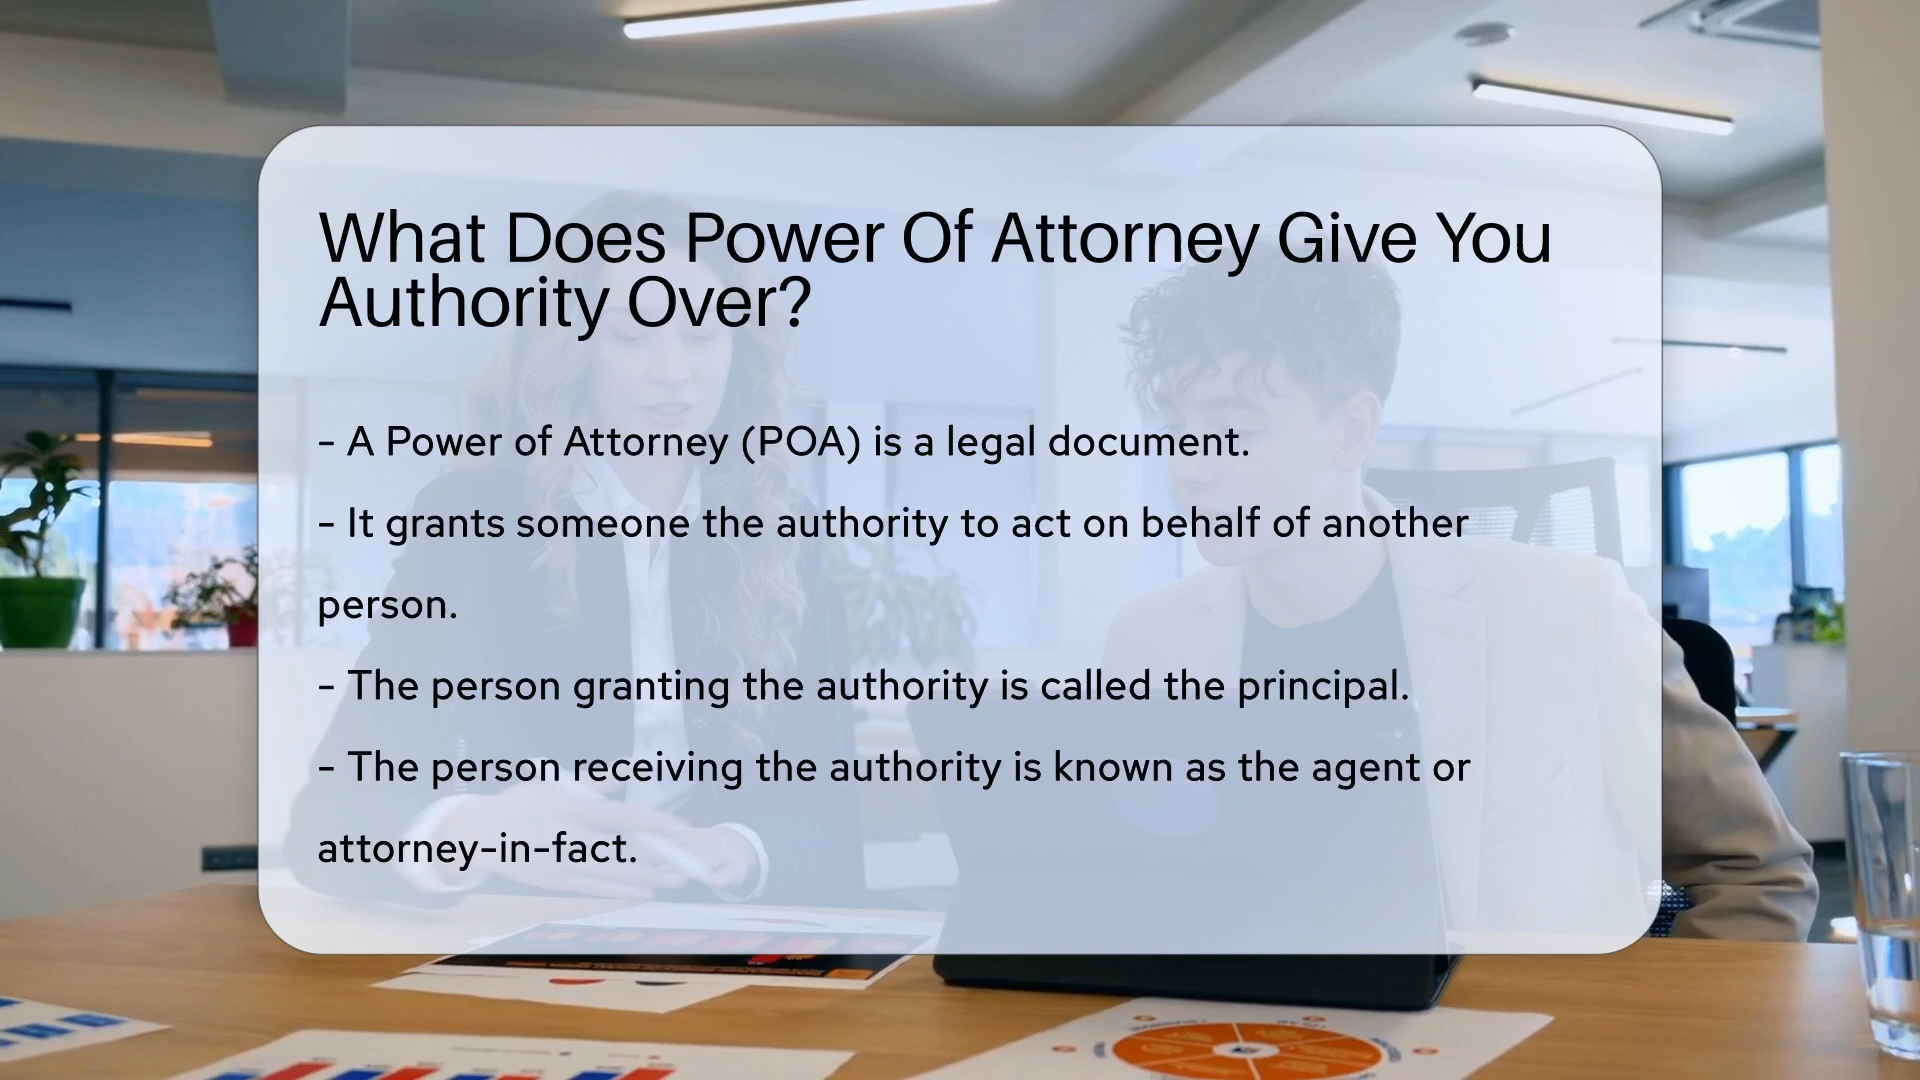 What Does Power Of Attorney Give You
Authority Over?
- A Power of Attorney (POA) is a legal document.
- It grants someone the authority to act on behalf of another
person.
- The person granting the authority is called the principal.
- The person receiving the authority is known as the agent or
attorney-in-fact.